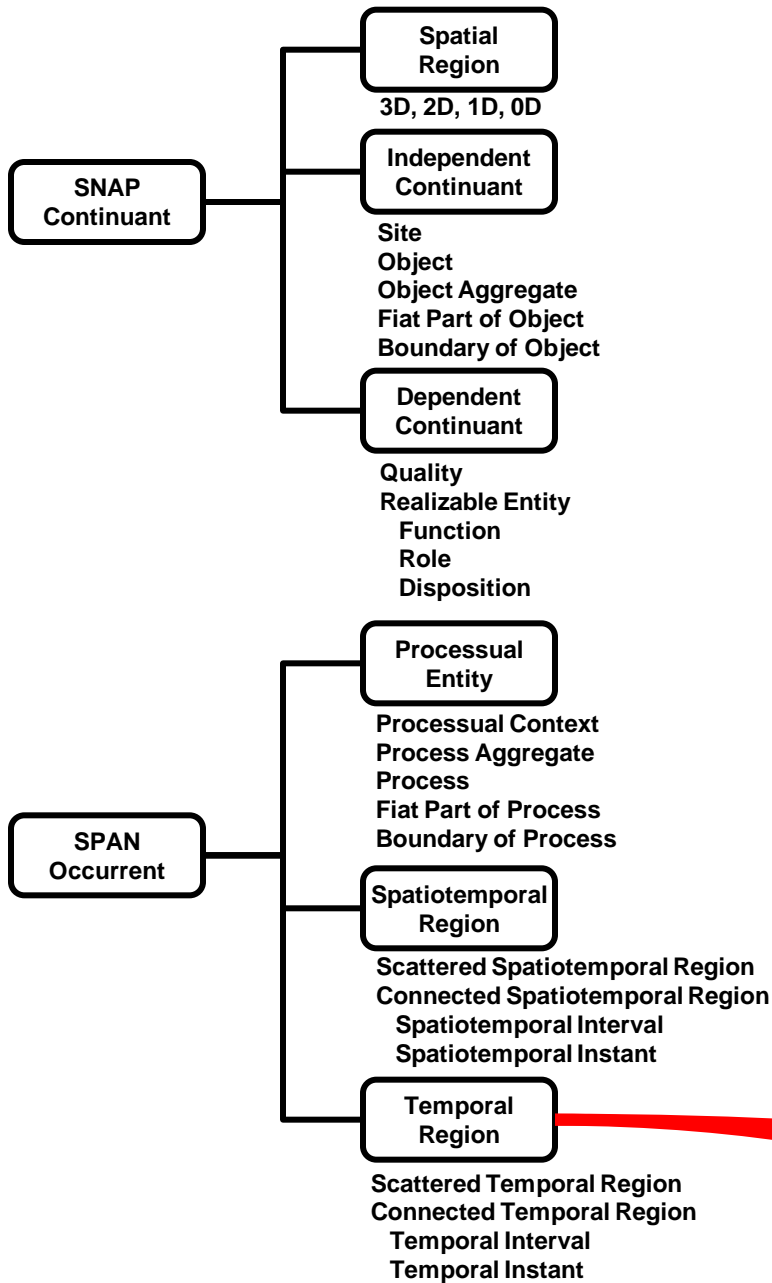 Spatial
Region
3D, 2D, 1D, 0D
Independent
Continuant
SNAP
Continuant
Site
Object
Object Aggregate
Fiat Part of Object
Boundary of Object
Dependent
Continuant
Quality
Realizable Entity
Function
Role
Disposition
Processual
Entity
Processual Context
Process Aggregate
Process
Fiat Part of Process
Boundary of Process
SPAN
Occurrent
Spatiotemporal
Region
Scattered Spatiotemporal Region
Connected Spatiotemporal Region
Spatiotemporal Interval
Spatiotemporal Instant
Temporal
Region
Scattered Temporal Region
Connected Temporal Region
Temporal Interval
Temporal Instant